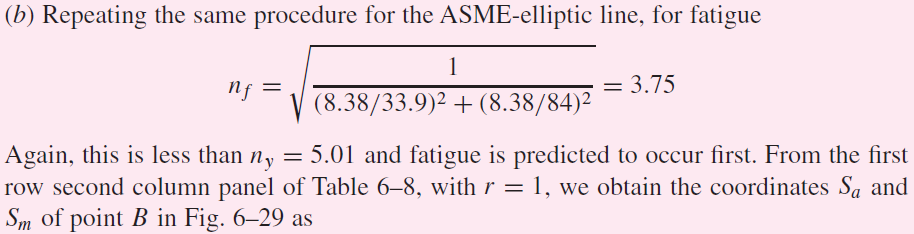 (b) Repeating the same procedure for the ASME-elliptic line, for fatigue
n_f = √(1 / ((8.38/33.9)² + (8.38/84)²)) = 3.75
Again, this is less than n_y = 5.01 and fatigue is predicted to occur first. From the first
row second column panel of Table 6–8, with r = 1, we obtain the coordinates S_a and
S_m of point B in Fig. 6–29 as